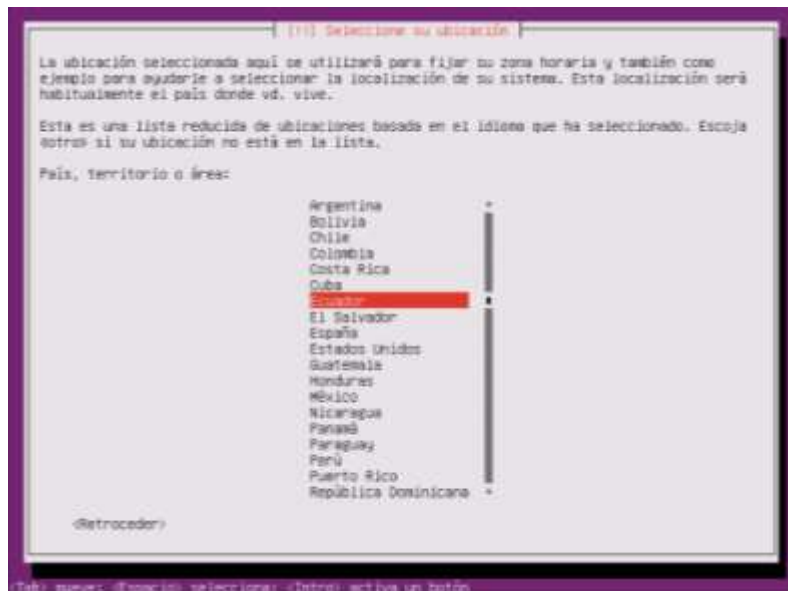 [!!] Seleccione su ubicación
La ubicación seleccionada aquí se utilizará para fijar su zona horaria y también como
ejemplo para ayudarle a seleccionar la localización de su sistema. Esta localización será
habitualmente el país donde vd. vive.
Esta es una lista reducida de ubicaciones basada en el idioma que ha seleccionado. Escoja
«otro» si su ubicación no está en la lista.
País, territorio o área:
Argentina
Bolivia
Chile
Colombia
Costa Rica
Cuba
Ecuador
El Salvador
España
Estados Unidos
Guatemala
Honduras
México
Nicaragua
Panamá
Paraguay
Perú
Puerto Rico
República Dominicana
<Retroceder>
<Tab> mueve; <Espacio> selecciona; <Intro> activa un botón